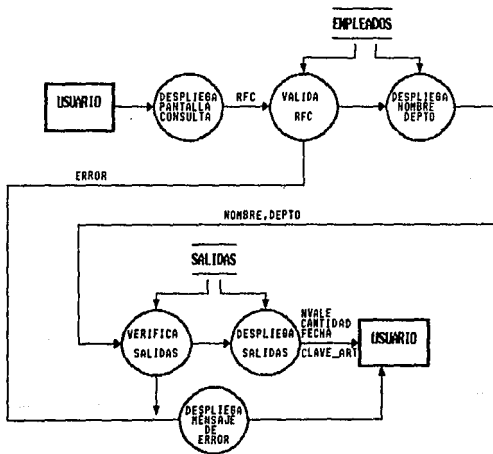 EMPLEADOS
USUARIO
DESPLIEGA
PANTALLA
CONSULTA
RFC
VALIDA
RFC
DESPLIEGA
NOMBRE
DEPTO
ERROR
NOMBRE,DEPTO
SALIDAS
VERIFICA
SALIDAS
DESPLIEGA
SALIDAS
NVALE
CANTIDAD
FECHA
CLAVE_ART
USUARIO
DESPLIEGA
MENSAJE
DE
ERROR